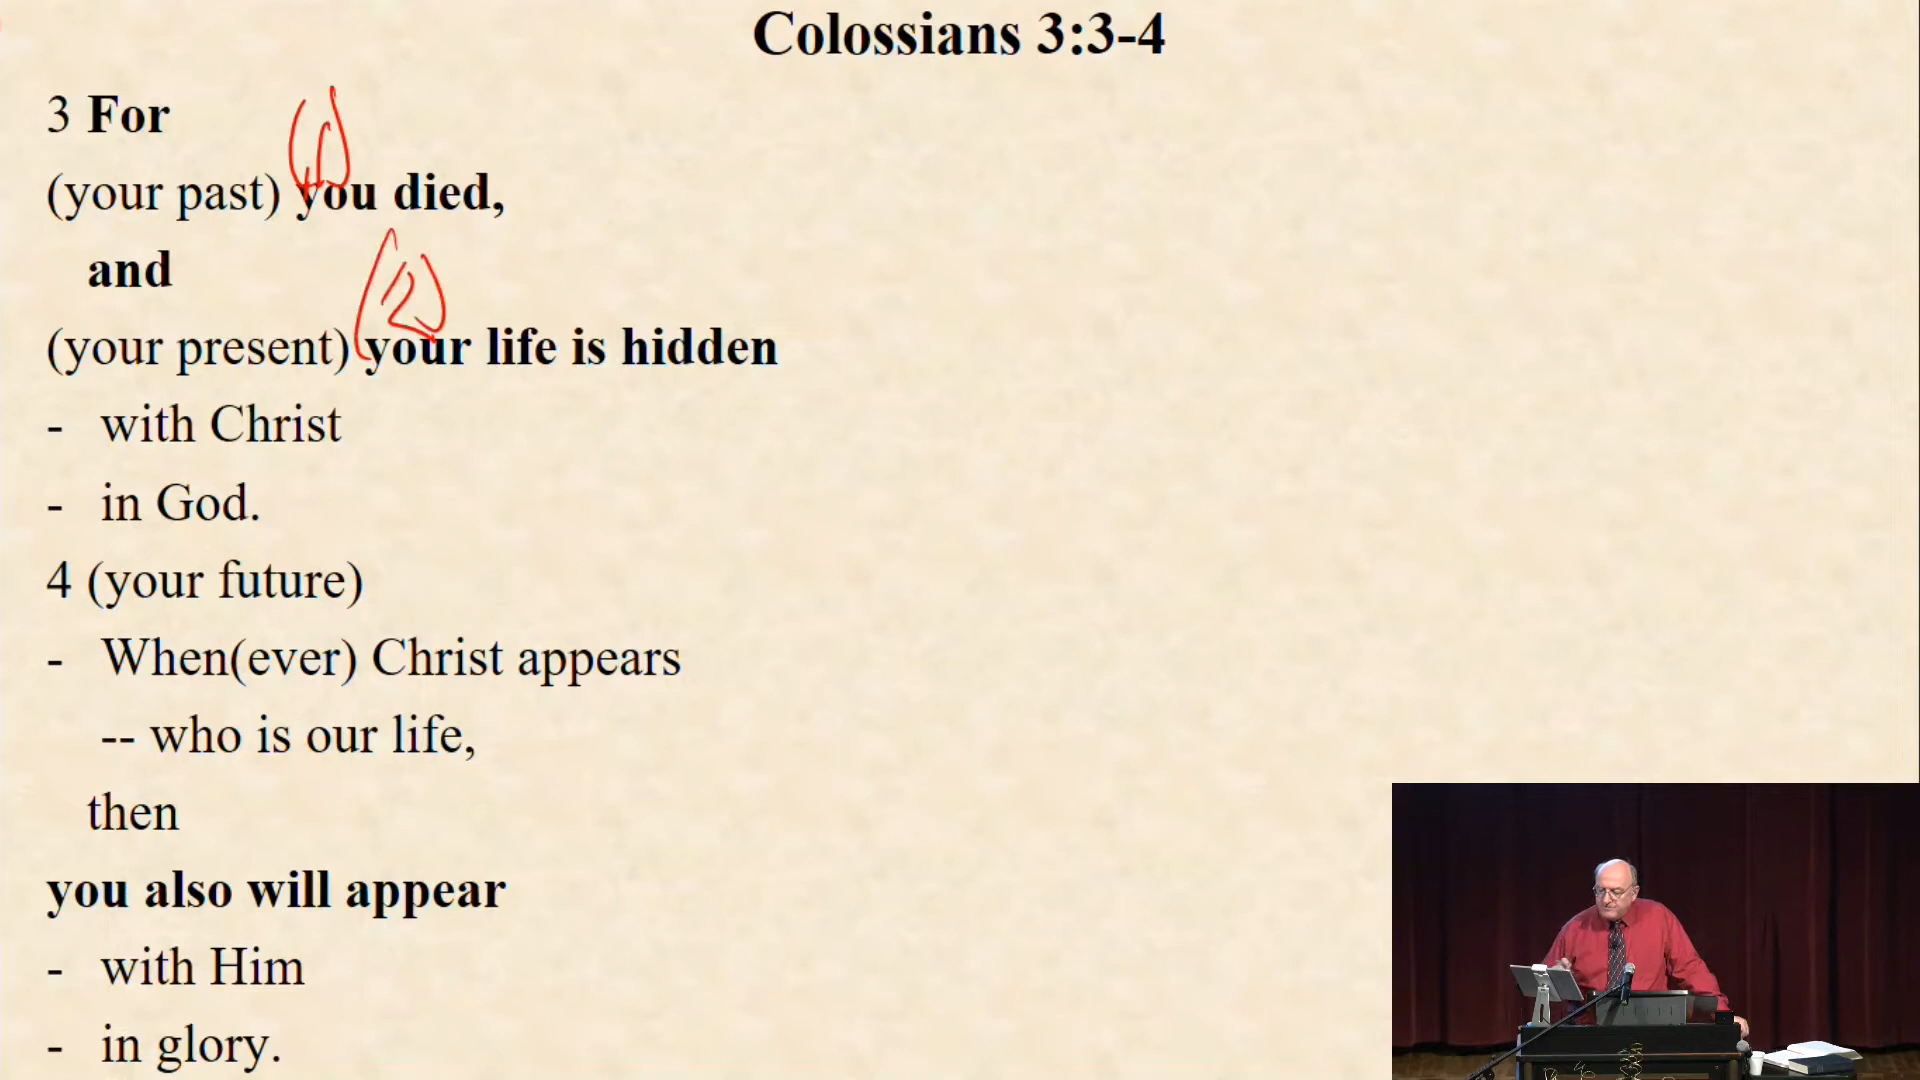 Colossians 3:3-4
3 For
(1)
(your past) you died,
and
(2)
(your present) your life is hidden
- with Christ
- in God.
4 (your future)
- When(ever) Christ appears
-- who is our life,
then
you also will appear
- with Him
- in glory.